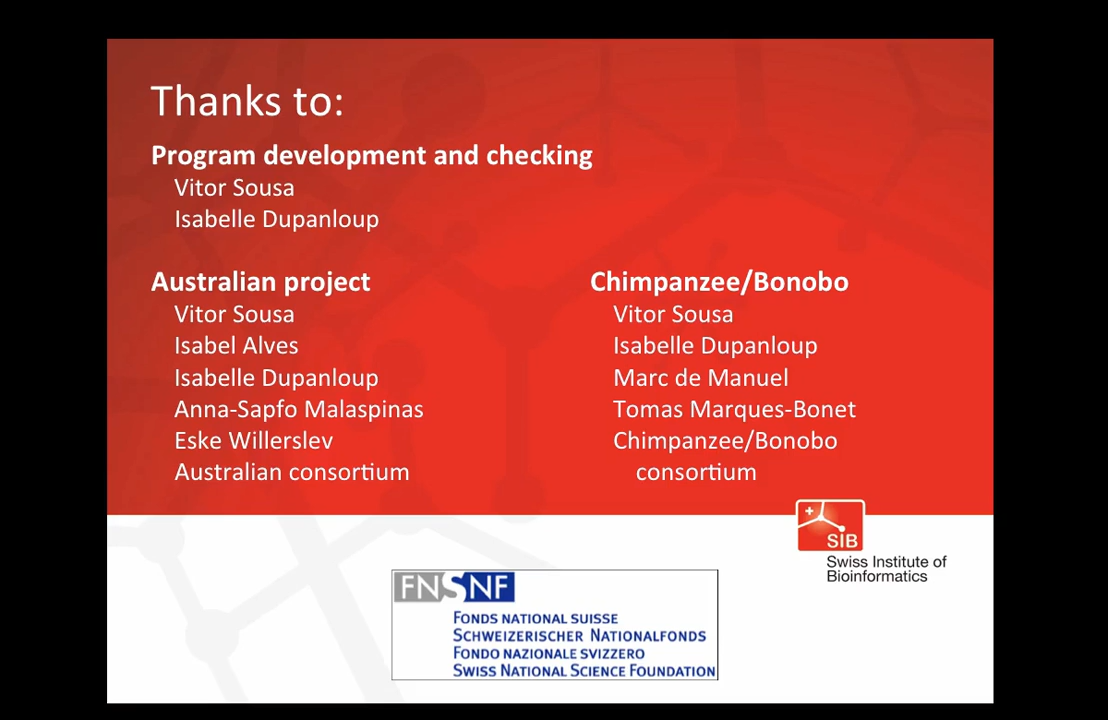 Thanks to:
Program development and checking
Vitor Sousa
Isabelle Dupanloup
Australian project
Vitor Sousa
Isabel Alves
Isabelle Dupanloup
Anna-Sapfo Malaspinas
Eske Willerslev
Australian consortium
Chimpanzee/Bonobo
Vitor Sousa
Isabelle Dupanloup
Marc de Manuel
Tomas Marques-Bonet
Chimpanzee/Bonobo
consortium
SIB
Swiss Institute of
Bioinformatics
FNSNF
FONDS NATIONAL SUISSE
SCHWEIZERISCHER NATIONALFONDS
FONDO NAZIONALE SVIZZERO
SWISS NATIONAL SCIENCE FOUNDATION